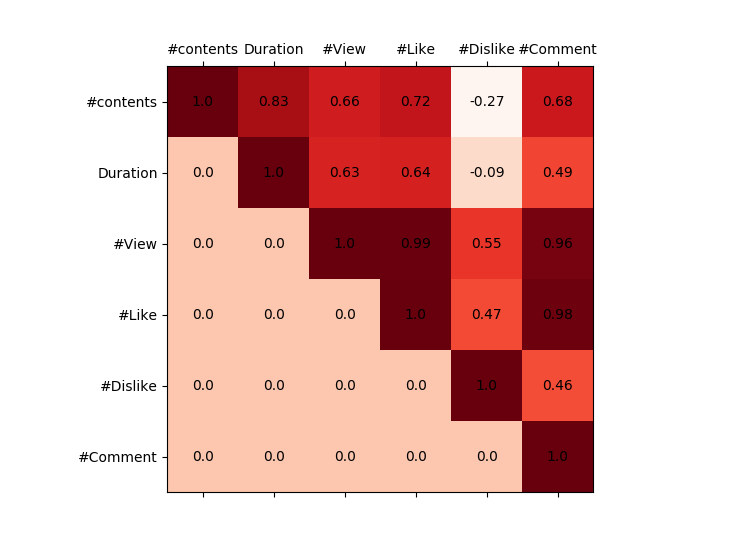 #contents Duration #View #Like #Dislike #Comment
#contents 1.0 0.83 0.66 0.72 -0.27 0.68
Duration 0.0 1.0 0.63 0.64 -0.09 0.49
#View 0.0 0.0 1.0 0.99 0.55 0.96
#Like 0.0 0.0 0.0 1.0 0.47 0.98
#Dislike 0.0 0.0 0.0 0.0 1.0 0.46
#Comment 0.0 0.0 0.0 0.0 0.0 1.0